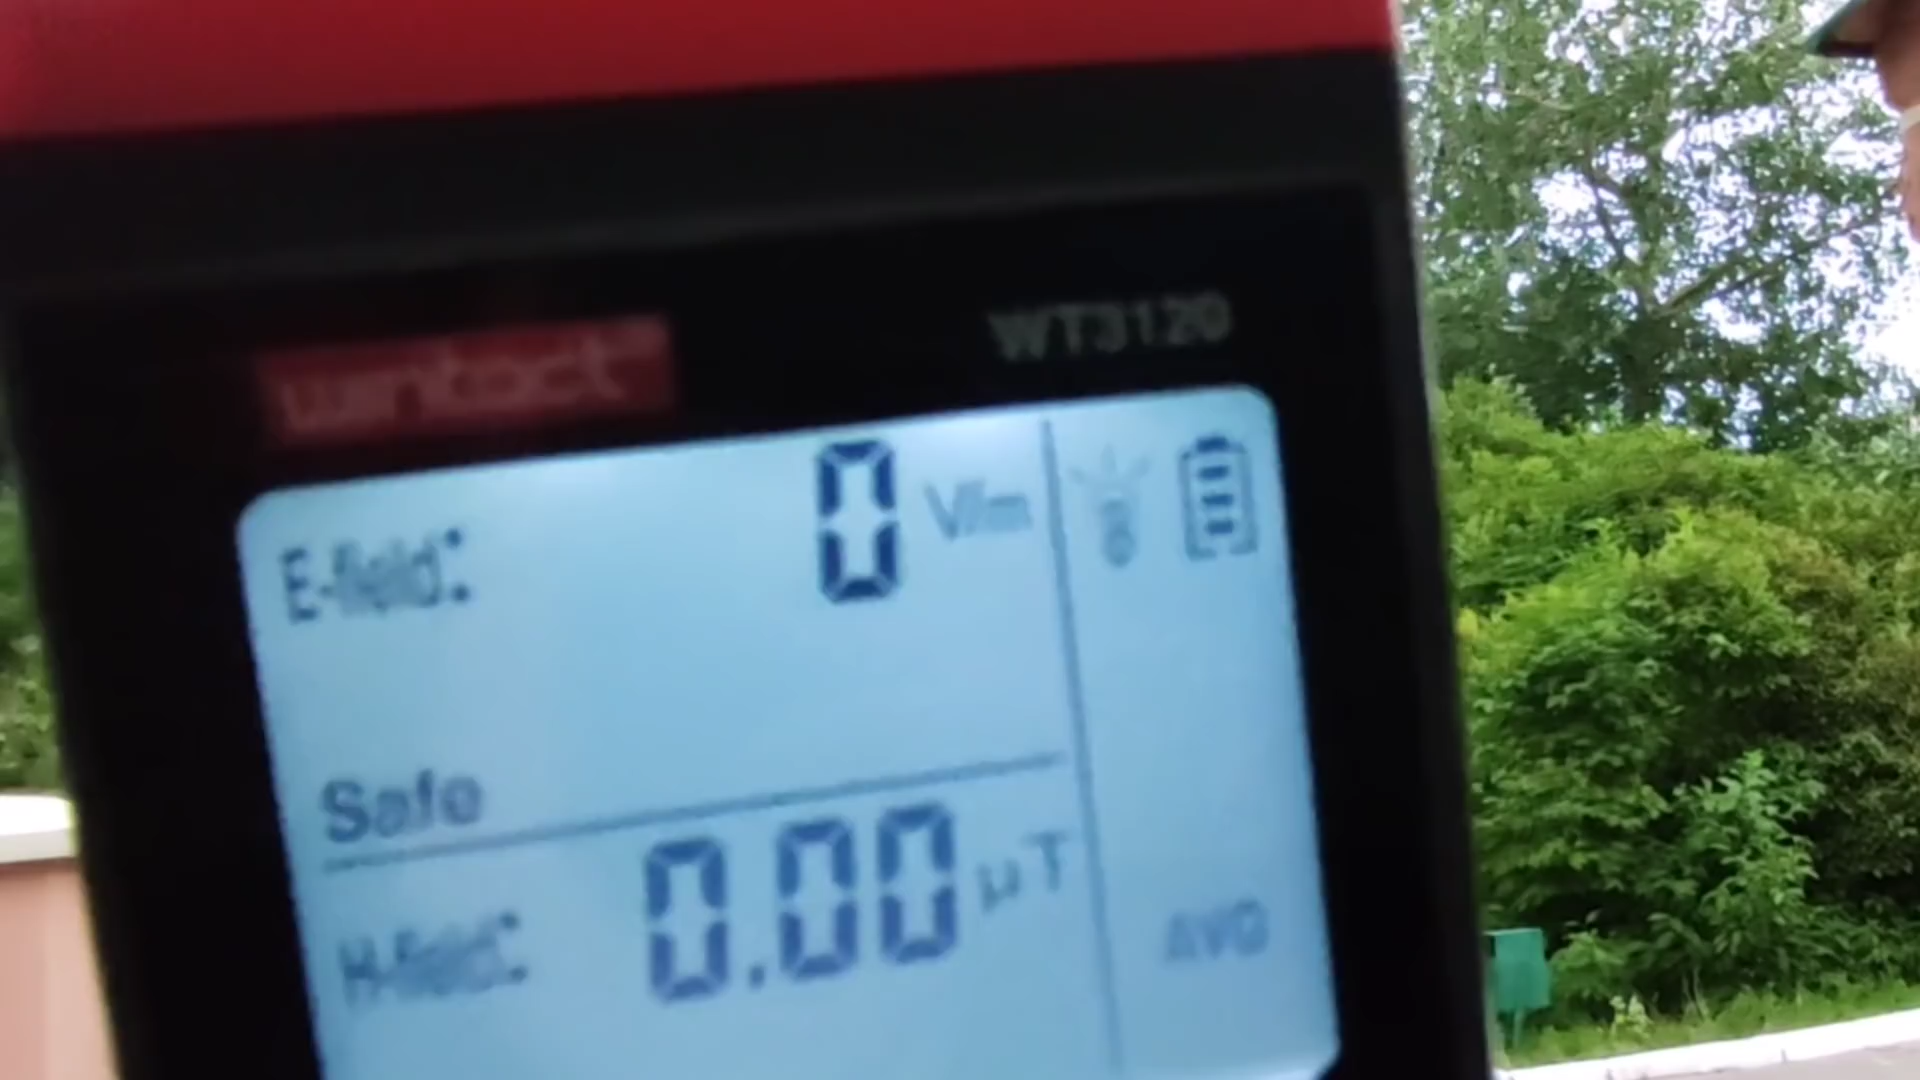 wintact
WT3120
E-field: 0 V/m
Safe
H-field: 0.00 µT
AVG